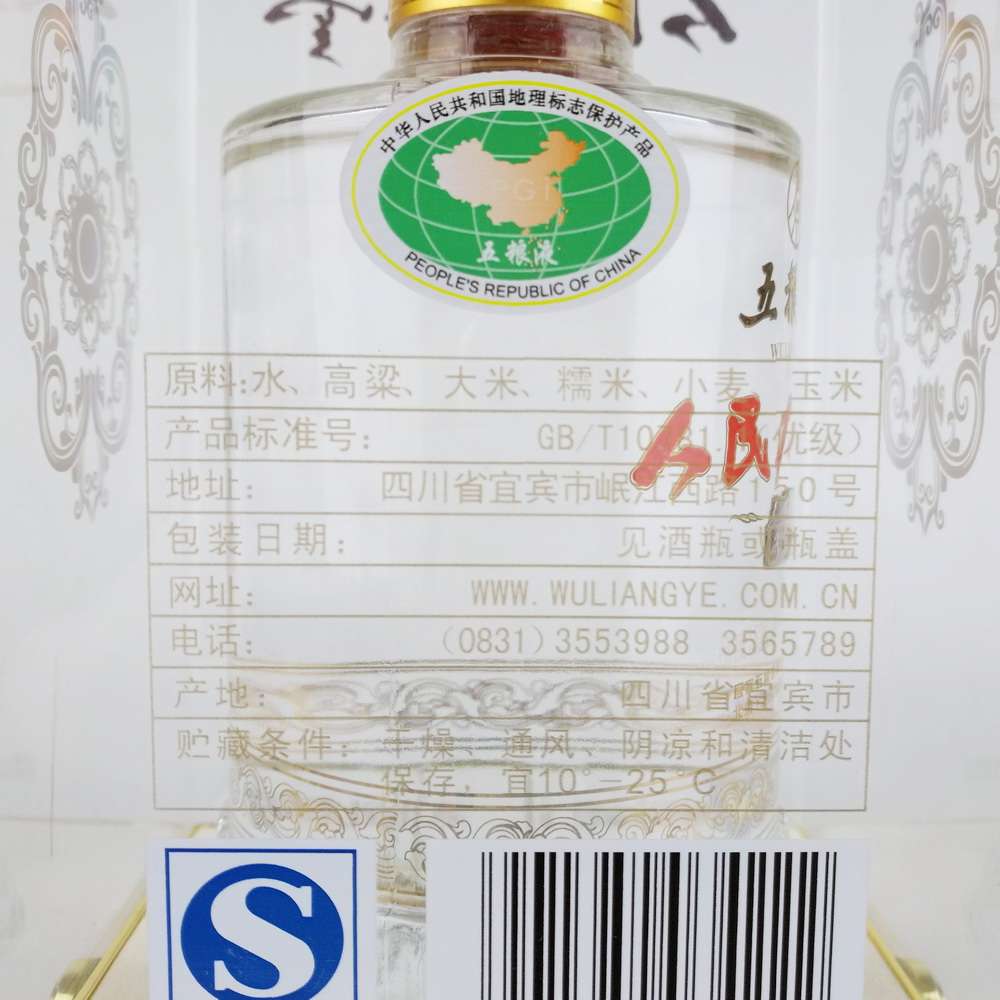 中华人民共和国地理标志保护产品
PGI
五粮液
PEOPLE'S REPUBLIC OF CHINA
五
人民
原料:水、高粱、大米、糯米、小麦、玉米
产品标准号: GB/T10781 (优级)
地址: 四川省宜宾市岷江西路150号
包装日期: 见酒瓶或瓶盖
网址: WWW.WULIANGYE.COM.CN
电话: (0831)3553988 3565789
产地: 四川省宜宾市
贮藏条件: 干燥、通风、阴凉和清洁处
保存,宜10°-25°C
S